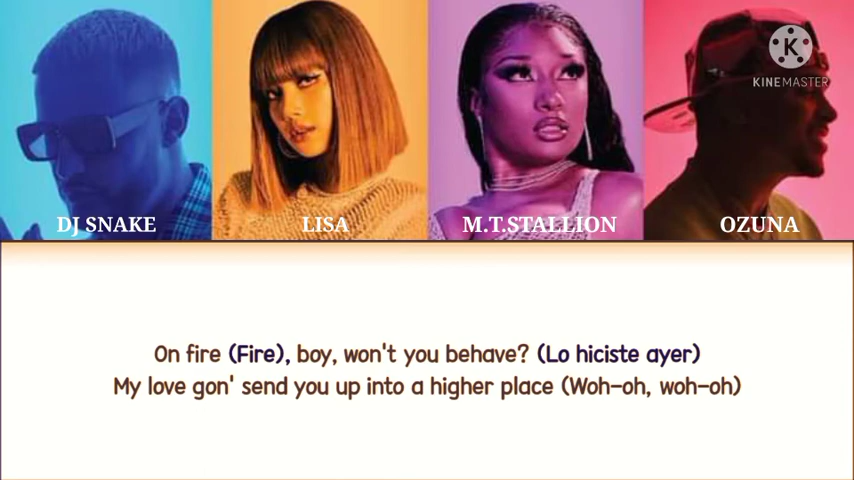 KINEMASTER
DJ SNAKE
LISA
M.T.STALLION
OZUNA
On fire (Fire), boy, won't you behave? (Lo hiciste ayer)
My love gon' send you up into a higher place (Woh-oh, woh-oh)